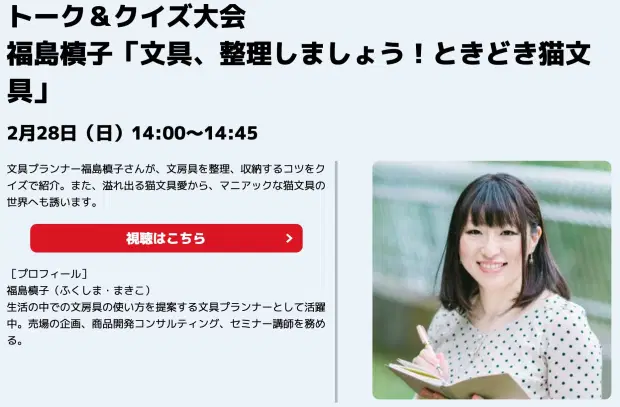 トーク＆クイズ大会
福島槙子「文具、整理しましょう！ときどき猫文
具」
2月28日（日）14:00〜14:45
文具プランナー福島槙子さんが、文房具を整理、収納するコツをク
イズで紹介。また、溢れ出る猫文具愛から、マニアックな猫文具の
世界へも誘います。
視聴はこちら
［プロフィール］
福島槙子（ふくしま・まきこ）
生活の中での文房具の使い方を提案する文具プランナーとして活躍
中。売場の企画、商品開発コンサルティング、セミナー講師を務め
る。